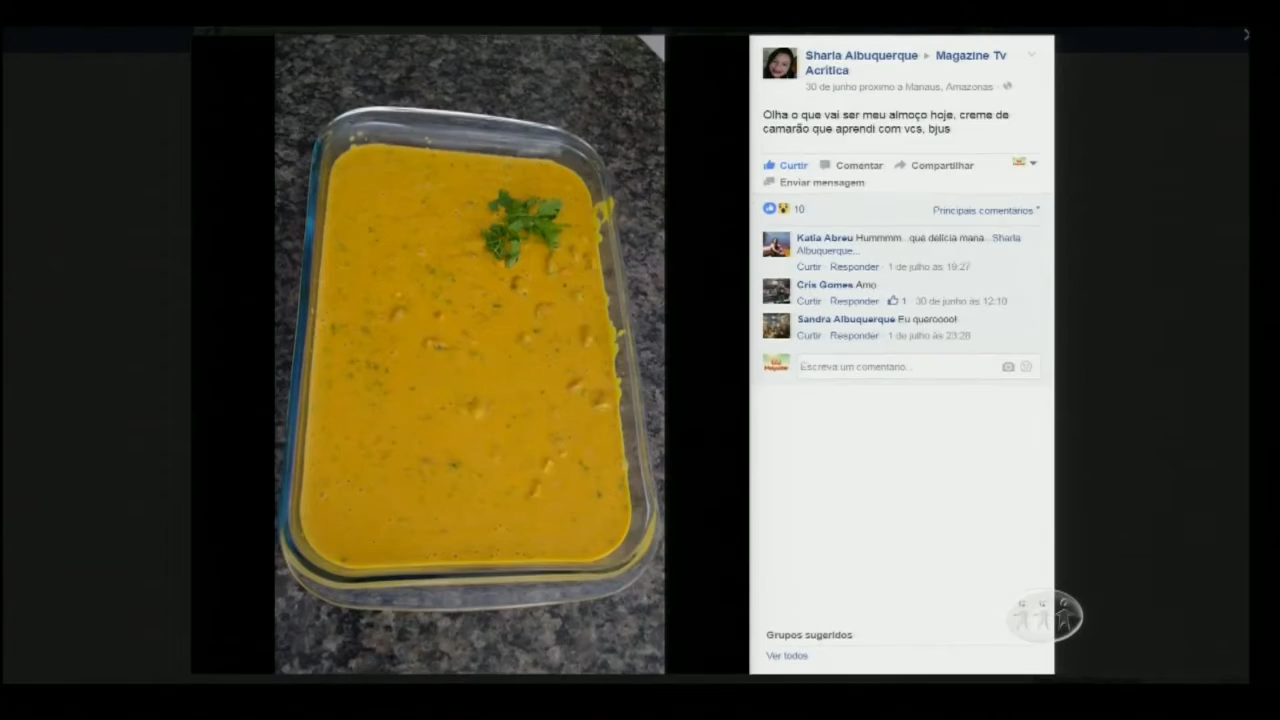 Sharla Albuquerque ▸ Magazine Tv
Acrítica
30 de junho próximo a Manaus, Amazonas ·
Olha o que vai ser meu almoço hoje, creme de
camarão que aprendi com vcs, bjus
Curtir Comentar Compartilhar
Enviar mensagem
10 Principais comentários
Katia Abreu Hummmm...que delícia mana...Sharla
Albuquerque...
Curtir · Responder · 1 de julho às 19:27
Cris Gomes Amo
Curtir · Responder · 1 · 30 de junho às 12:10
Sandra Albuquerque Eu queroooo!
Curtir · Responder · 1 de julho às 23:28
Escreva um comentário...
Grupos sugeridos
Ver todos